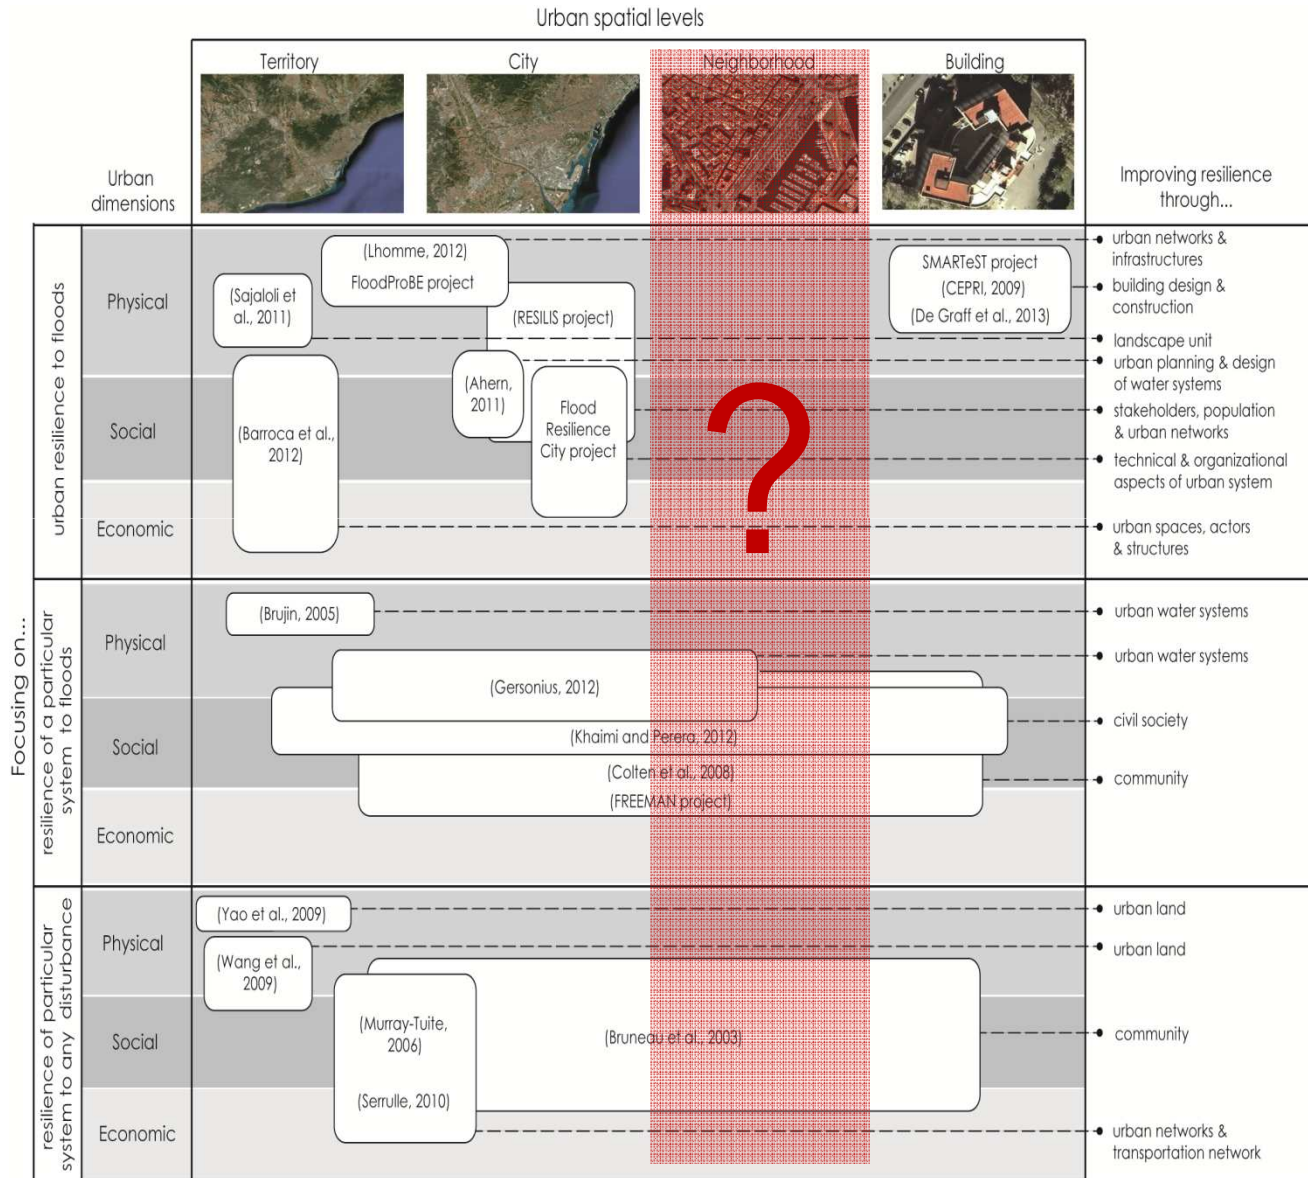 Urban spatial levels
Territory
City
Neighborhood
Building
Urban
dimensions
Improving resilience
through...
Focusing on...
urban resilience to floods
Physical
Social
Economic
(Lhomme, 2012)
FloodProBE project
(Sajaloli et
al., 2011)
(RESILIS project)
SMARTeST project
(CEPRI, 2009)
(De Graff et al., 2013)
(Ahern,
2011)
Flood
Resilience
City project
(Barroca et al.,
2012)
?
urban networks &
infrastructures
building design &
construction
landscape unit
urban planning & design
of water systems
stakeholders, population
& urban networks
technical & organizational
aspects of urban system
urban spaces, actors
& structures
resilience of a particular
system to floods
Physical
Social
Economic
(Brujin, 2005)
(Gersonius, 2012)
(Khaimi and Perera, 2012)
(Colten et al., 2008)
(FREEMAN project)
urban water systems
urban water systems
civil society
community
resilience of particular
system to any disturbance
Physical
Social
Economic
(Yao et al., 2009)
(Wang et al.,
2009)
(Murray-Tuite,
2006)
(Serrulle, 2010)
(Bruneau et al., 2003)
urban land
urban land
community
urban networks &
transportation network